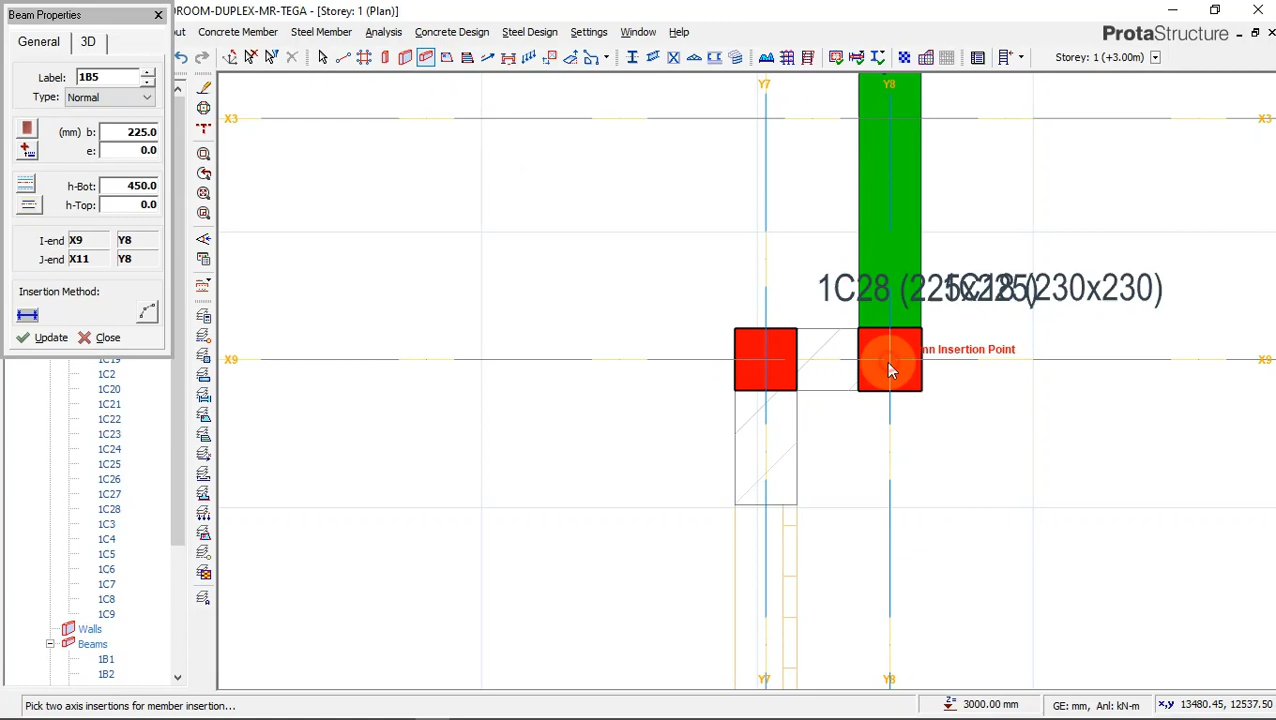 Beam Properties
DROOM-DUPLEX-MR-TEGA - [Storey: 1 (Plan)]
General
3D
Concrete Member
Steel Member
Analysis
Concrete Design
Steel Design
Settings
Window
Help
ProtaStructure
Storey: 1 (+3.00m)
Label: 1B5
Type: Normal
(mm) b: 225.0
e: 0.0
h-Bot: 450.0
h-Top: 0.0
I-end X9 Y8
J-end X11 Y8
Insertion Method:
Update
Close
1C19
1C2
1C20
1C21
1C22
1C23
1C24
1C25
1C26
1C27
1C28
1C3
1C4
1C5
1C6
1C7
1C8
1C9
Walls
Beams
1B1
1B2
Y7
Y8
X3
X3
1C28 (225x225)
(230x230)
mn Insertion Point
X9
X9
Y7
Y8
Pick two axis insertions for member insertion...
Z= 3000.00 mm
GE: mm, Anl: kN-m
x,y 13480.45, 12537.50